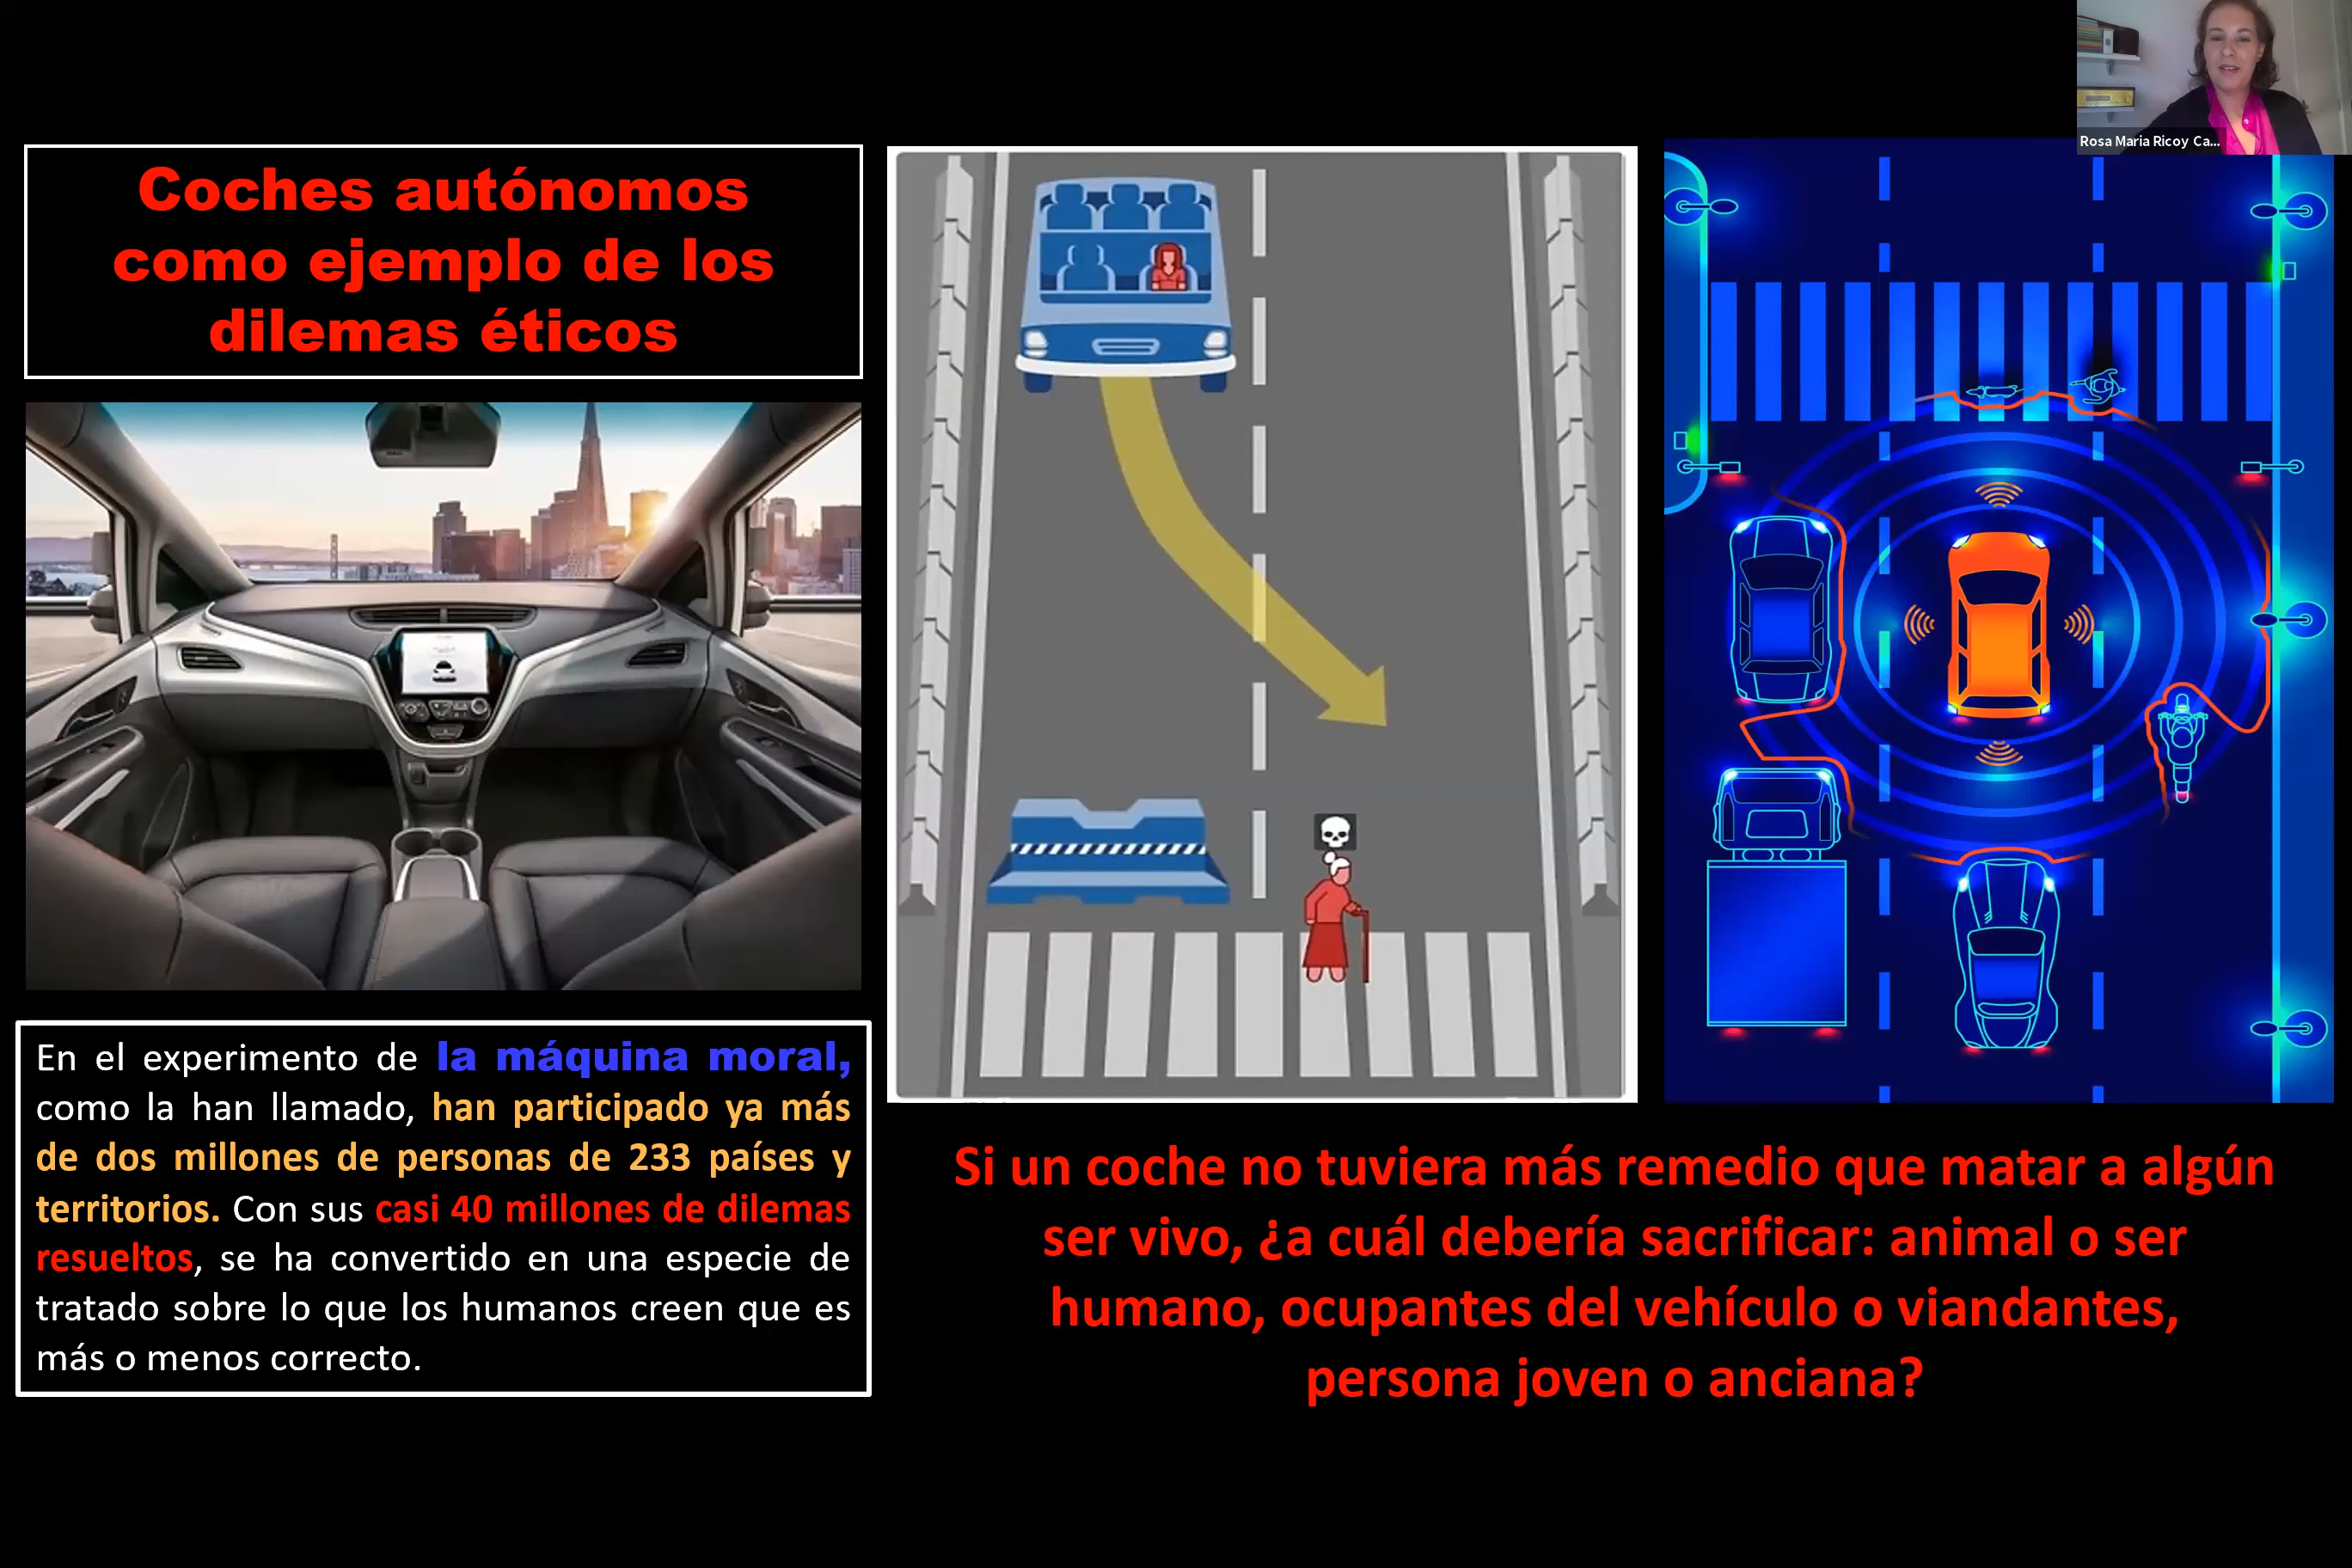 Rosa Maria Ricoy Ca...
Coches autónomos
como ejemplo de los
dilemas éticos
En el experimento de la máquina moral,
como la han llamado, han participado ya más
de dos millones de personas de 233 países y
territorios. Con sus casi 40 millones de dilemas
resueltos, se ha convertido en una especie de
tratado sobre lo que los humanos creen que es
más o menos correcto.
Si un coche no tuviera más remedio que matar a algún
ser vivo, ¿a cuál debería sacrificar: animal o ser
humano, ocupantes del vehículo o viandantes,
persona joven o anciana?